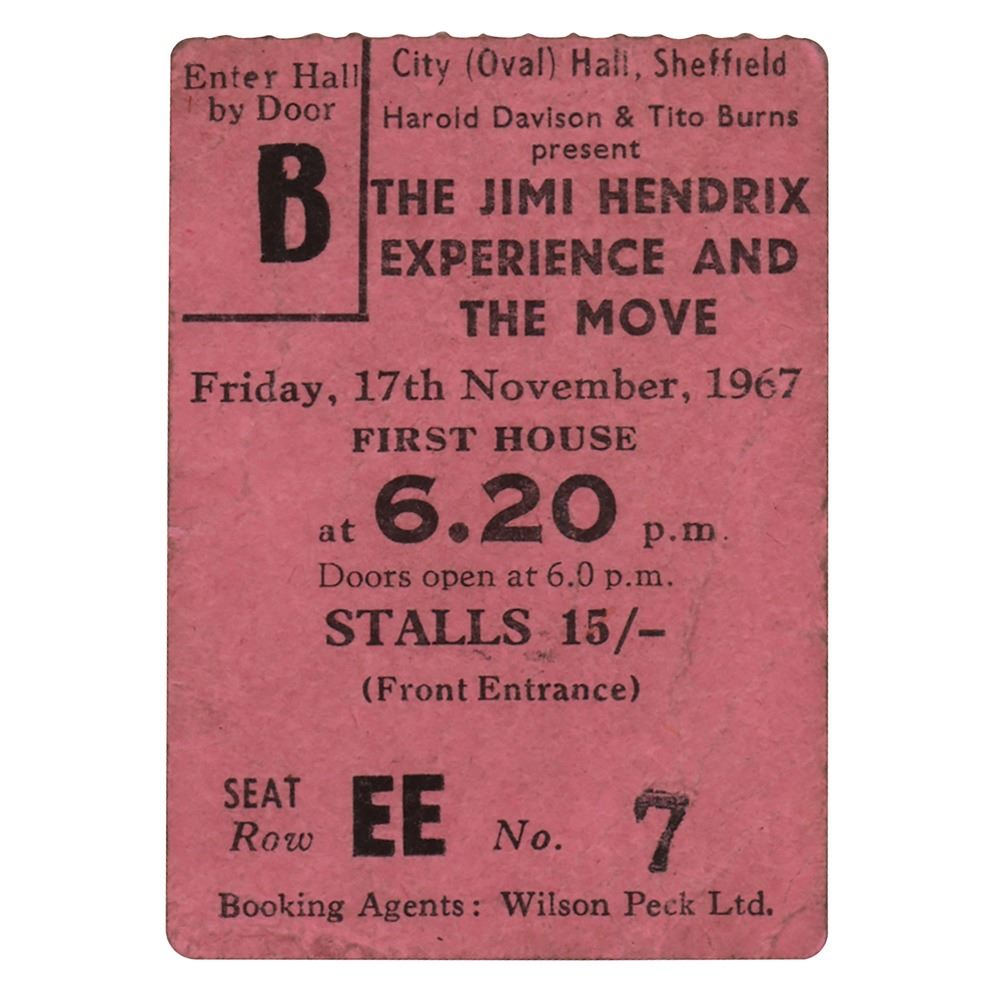 Enter Hall
by Door
B
City (Oval) Hall, Sheffield
Harold Davison & Tito Burns
present
THE JIMI HENDRIX
EXPERIENCE AND
THE MOVE
Friday, 17th November, 1967
FIRST HOUSE
at 6.20 p.m.
Doors open at 6.0 p.m.
STALLS 15/–
(Front Entrance)
SEAT
Row EE No. 7
Booking Agents: Wilson Peck Ltd.